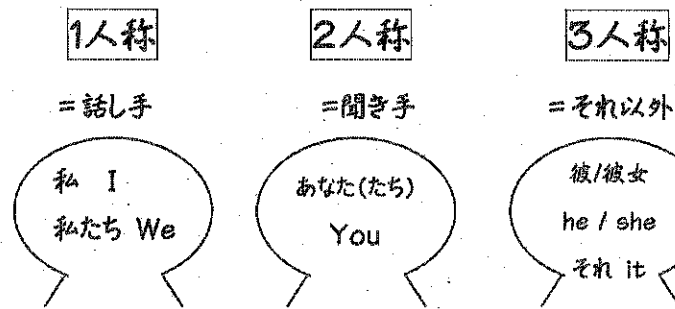 1人称
=話し手
私 I
私たち We
2人称
=聞き手
あなた(たち)
You
3人称
=それ以外
彼/彼女
he / she
それ it